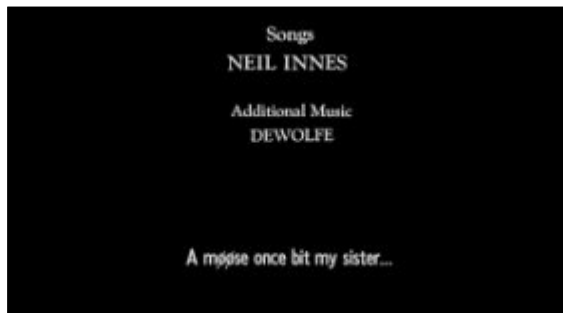 Songs
NEIL INNES
Additional Music
DEWOLFE
A møøse once bit my sister...